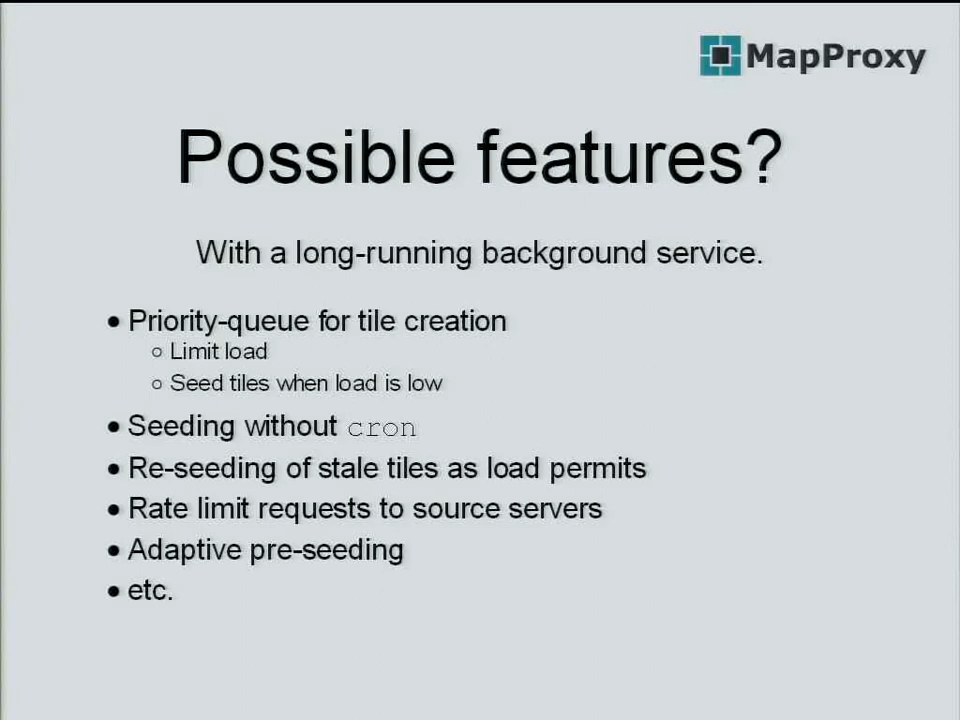 MapProxy
Possible features?
With a long-running background service.
• Priority-queue for tile creation
○ Limit load
○ Seed tiles when load is low
• Seeding without cron
• Re-seeding of stale tiles as load permits
• Rate limit requests to source servers
• Adaptive pre-seeding
• etc.